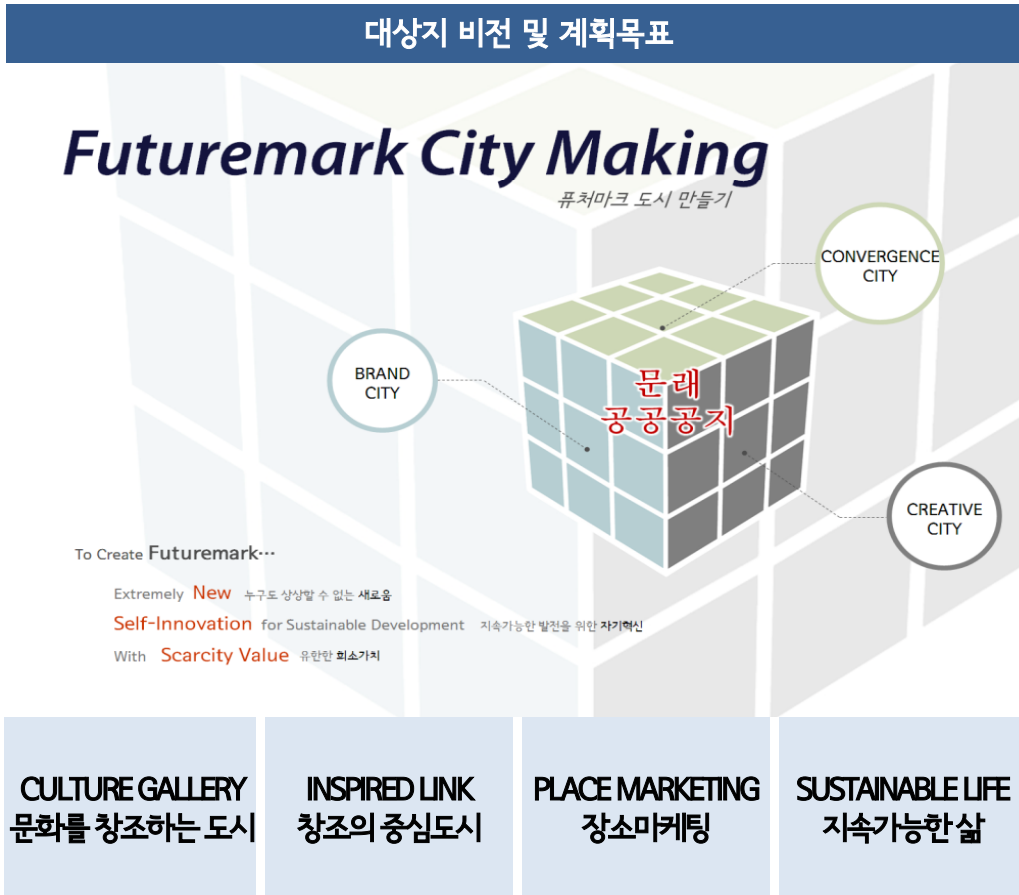 대상지 비전 및 계획목표
Futuremark City Making
퓨처마크 도시 만들기
CONVERGENCE
CITY
BRAND
CITY
문래
공공공지
CREATIVE
CITY
To Create Futuremark…
Extremely New 누구도 상상할 수 없는 새로움
Self-Innovation for Sustainable Development 지속가능한 발전을 위한 자기혁신
With Scarcity Value 유한한 희소가치
CULTURE GALLERY
문화를 창조하는 도시
INSPIRED LINK
창조의 중심도시
PLACE MARKETING
장소마케팅
SUSTAINABLE LIFE
지속가능한 삶